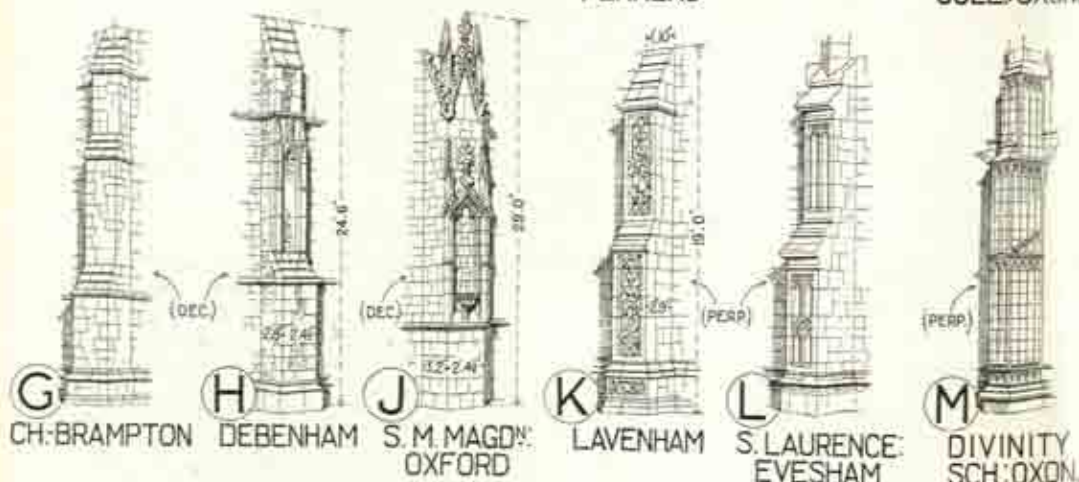 24.6'
29.0'
19.0'
(DEC.)
(DEC.)
(PERP.)
(PERP.)
G
H
J
K
L
M
CH:-BRAMPTON
DEBENHAM
S. M. MAGDN:
OXFORD
LAVENHAM
S. LAURENCE:
EVESHAM
DIVINITY
SCH:OXON.